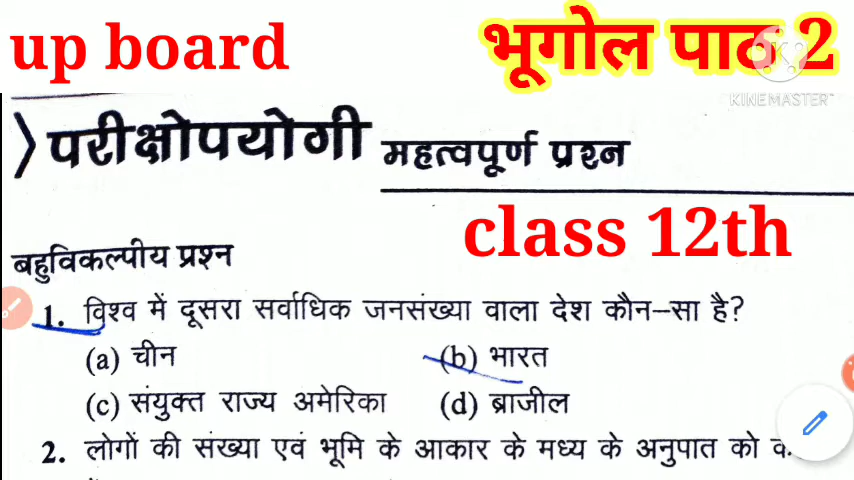 up board
भूगोल पाठ 2
KINEMASTER
परीक्षोपयोगी महत्वपूर्ण प्रश्न
class 12th
बहुविकल्पीय प्रश्न
1. विश्व में दूसरा सर्वाधिक जनसंख्या वाला देश कौन-सा है?
(a) चीन (b) भारत
(c) संयुक्त राज्य अमेरिका (d) ब्राजील
2. लोगों की संख्या एवं भूमि के आकार के मध्य के अनुपात को